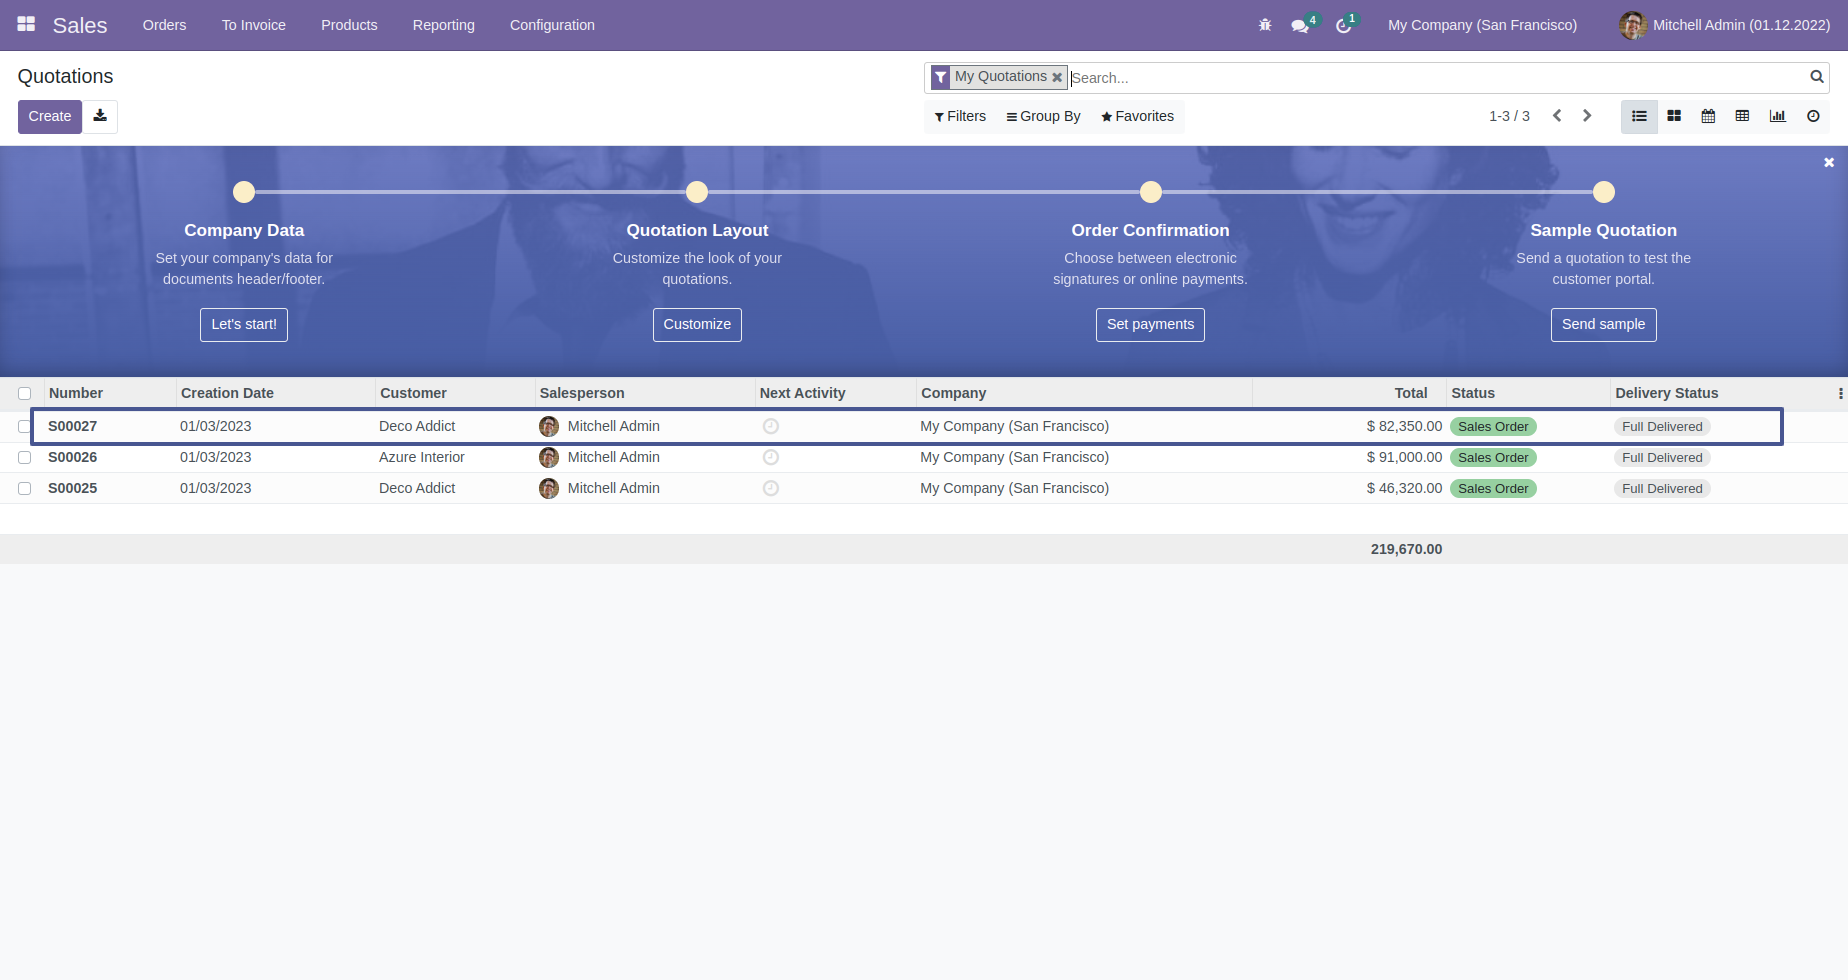 Sales Orders To Invoice Products Reporting Configuration 4 1 My Company (San Francisco) Mitchell Admin (01.12.2022)
Quotations
My Quotations Search...
Create
Filters Group By Favorites 1-3 / 3
Company Data
Set your company's data for
documents header/footer.
Let's start!
Quotation Layout
Customize the look of your
quotations.
Customize
Order Confirmation
Choose between electronic
signatures or online payments.
Set payments
Sample Quotation
Send a quotation to test the
customer portal.
Send sample
Number Creation Date Customer Salesperson Next Activity Company Total Status Delivery Status
S00027 01/03/2023 Deco Addict Mitchell Admin My Company (San Francisco) $ 82,350.00 Sales Order Full Delivered
S00026 01/03/2023 Azure Interior Mitchell Admin My Company (San Francisco) $ 91,000.00 Sales Order Full Delivered
S00025 01/03/2023 Deco Addict Mitchell Admin My Company (San Francisco) $ 46,320.00 Sales Order Full Delivered
219,670.00